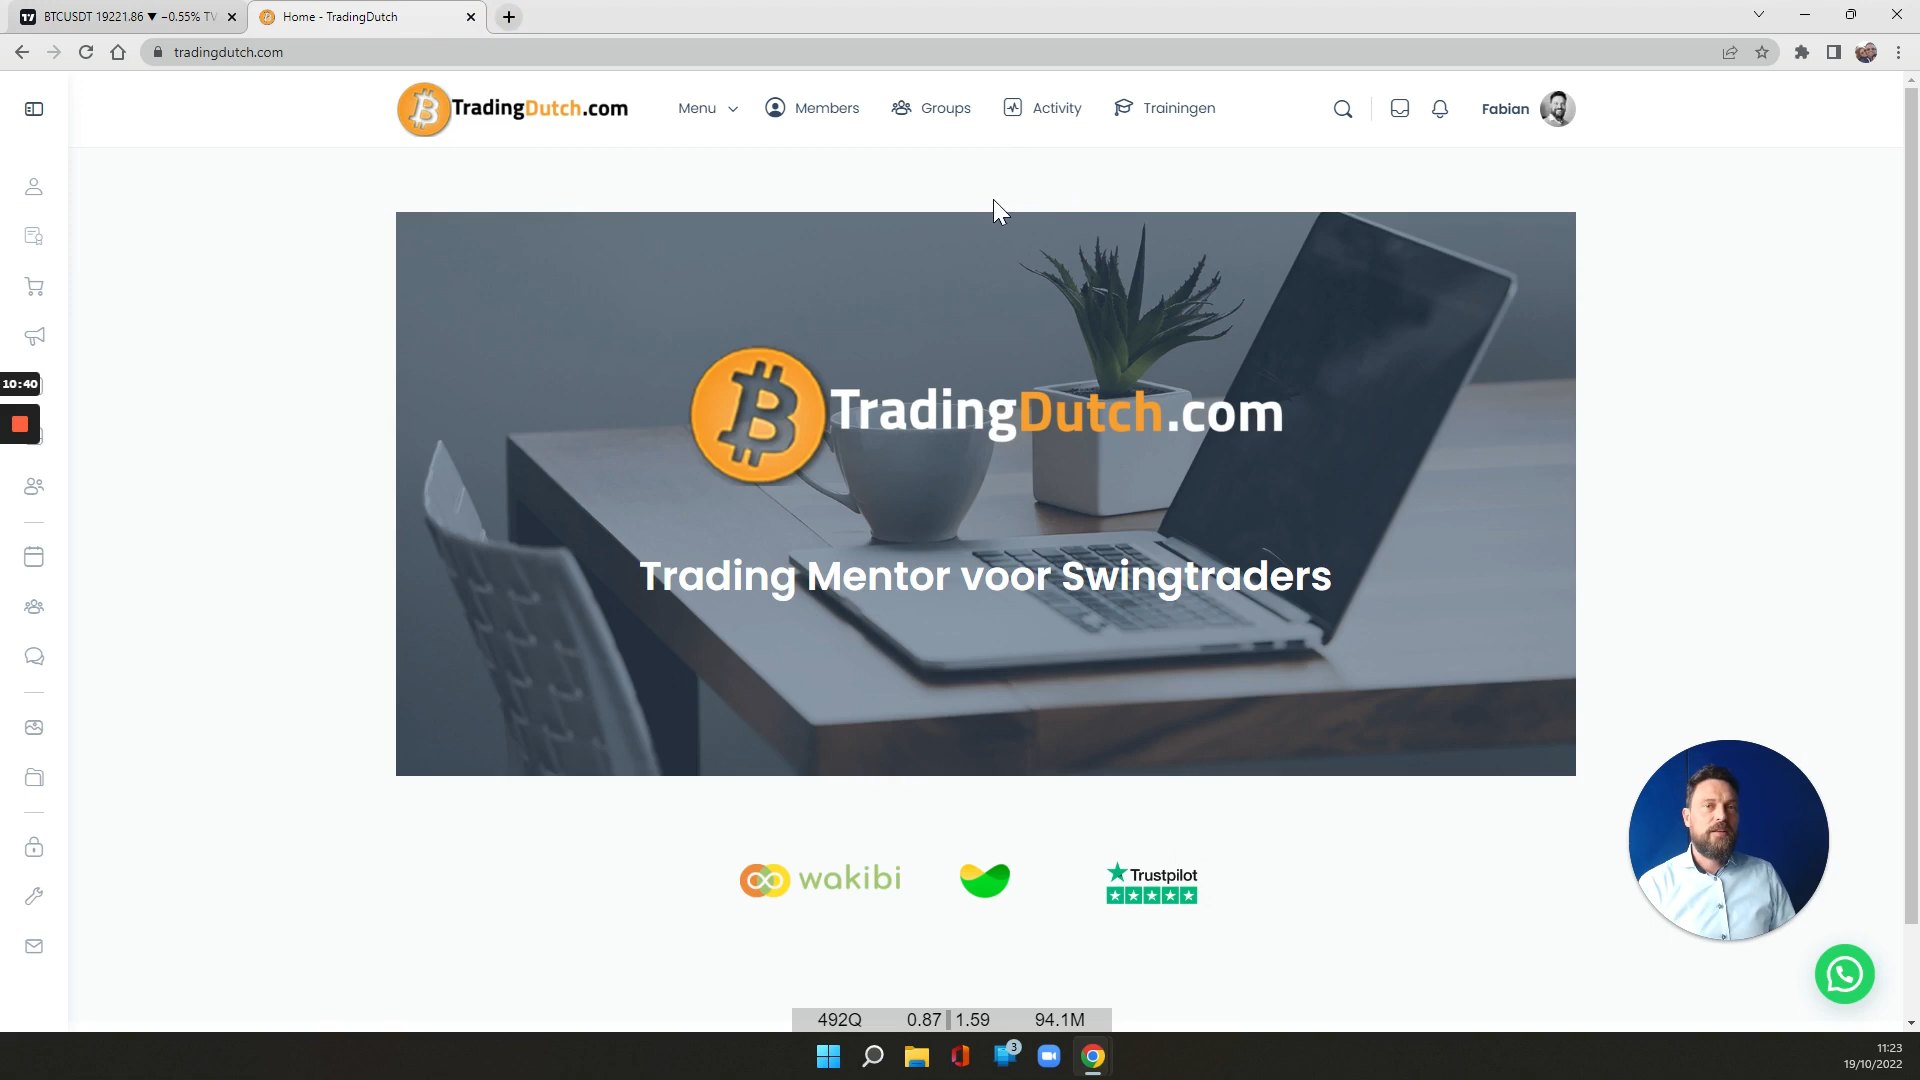 BTCUSDT 19221.86 ▼ −0.55% TV
Home - TradingDutch
tradingdutch.com
TradingDutch.com
Menu
Members
Groups
Activity
Trainingen
Fabian
10:40
TradingDutch.com
Trading Mentor voor Swingtraders
wakibi
Trustpilot
492Q 0.87 1.59 94.1M
3
11:23
19/10/2022